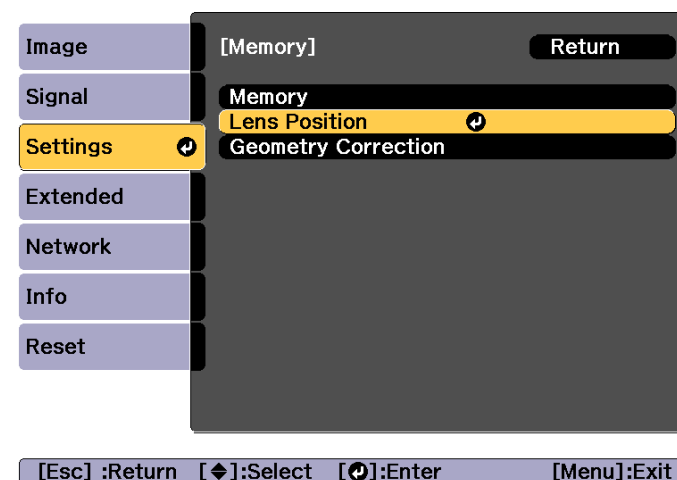 Image
Signal
Settings
Extended
Network
Info
Reset
[Memory]
Return
Memory
Lens Position
Geometry Correction
[Esc] :Return [◆]:Select [⏎]:Enter [Menu]:Exit